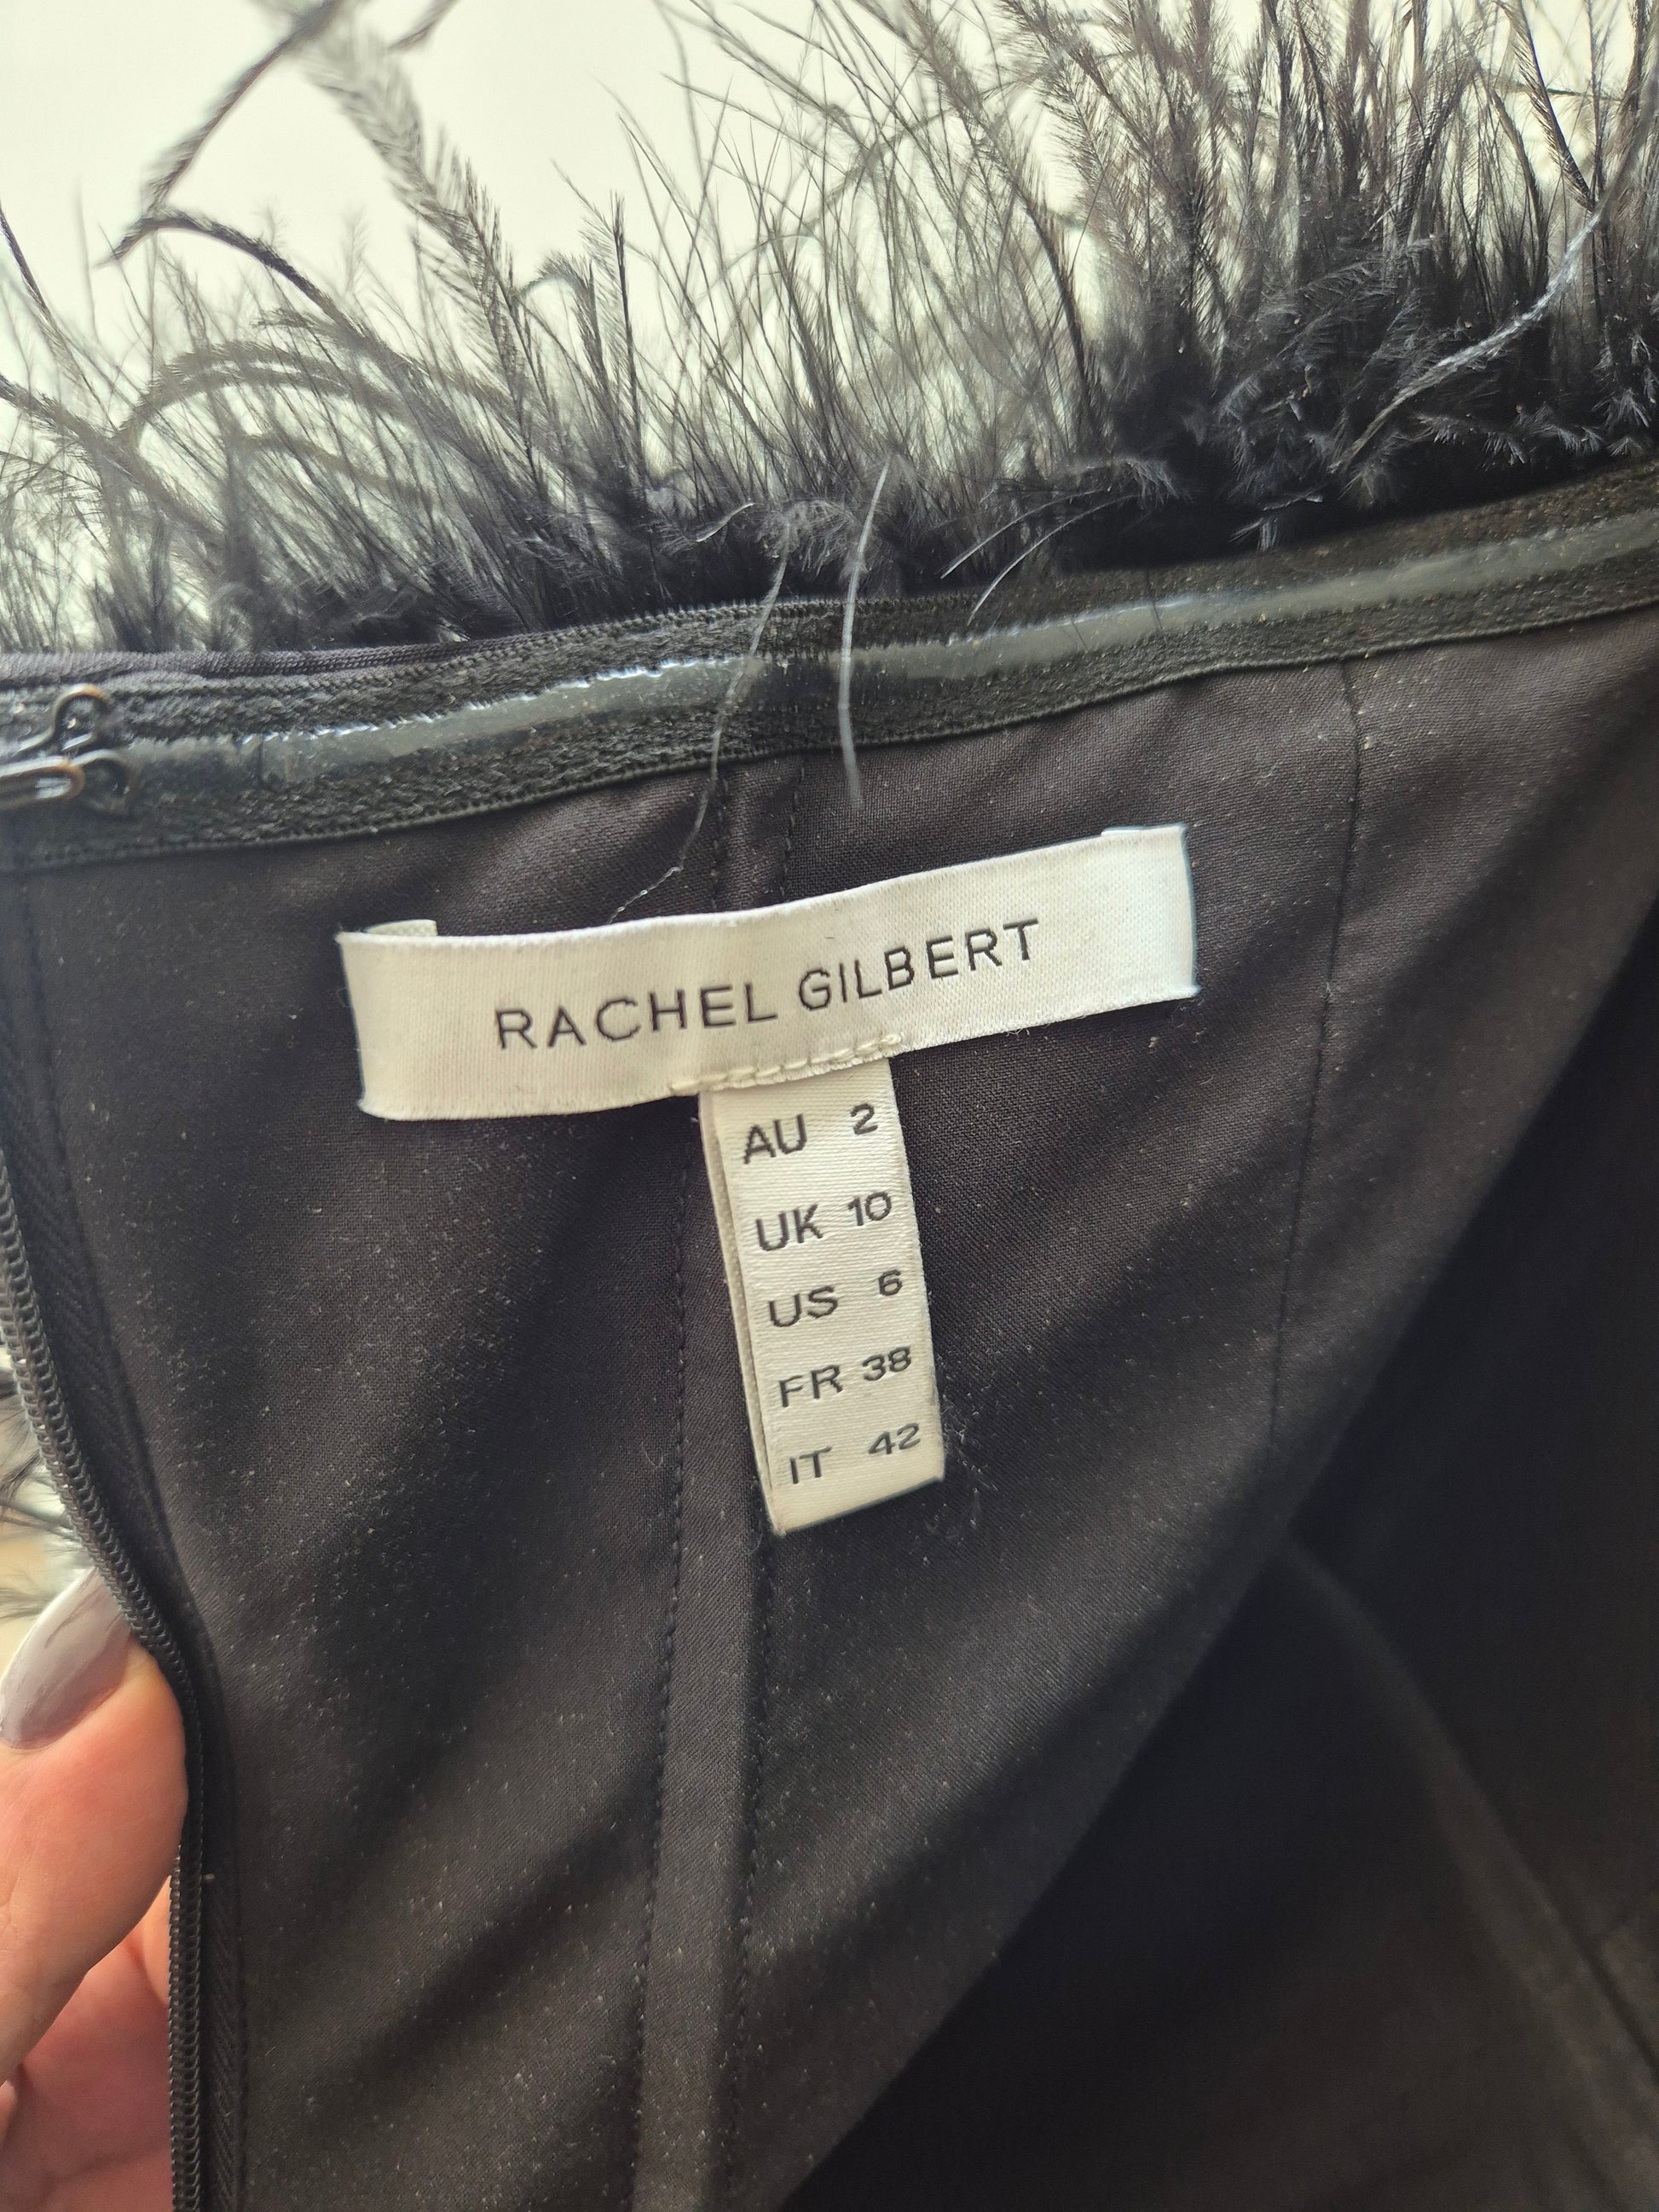 RACHEL GILBERT
AU 2
UK 10
US 6
FR 38
IT 42